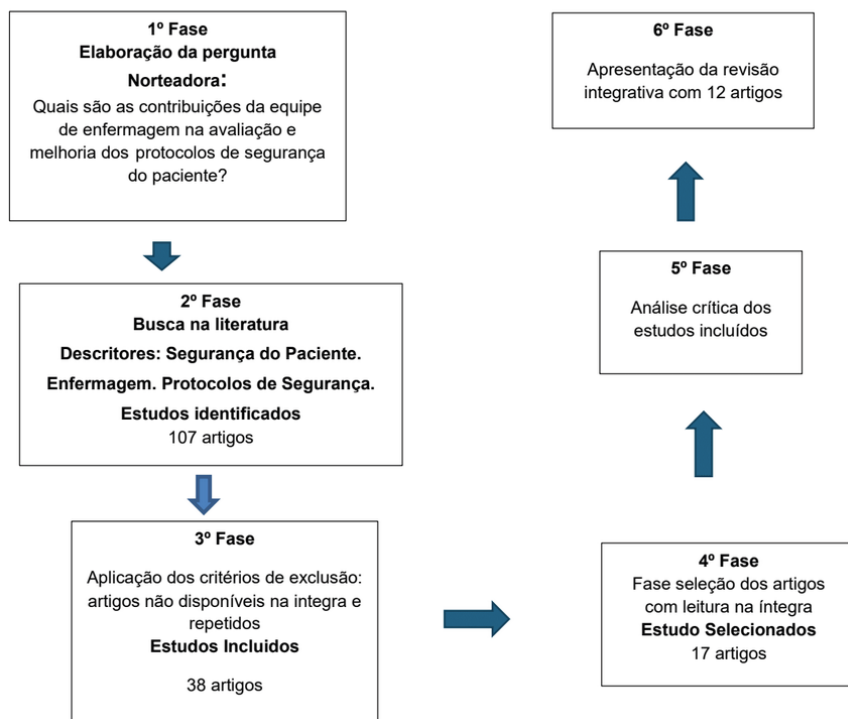 1º Fase
Elaboração da pergunta
Norteadora:
Quais são as contribuições da equipe
de enfermagem na avaliação e
melhoria dos protocolos de segurança
do paciente?
2º Fase
Busca na literatura
Descritores: Segurança do Paciente.
Enfermagem. Protocolos de Segurança.
Estudos identificados
107 artigos
3º Fase
Aplicação dos critérios de exclusão:
artigos não disponíveis na integra e
repetidos
Estudos Incluidos
38 artigos
4º Fase
Fase seleção dos artigos
com leitura na íntegra
Estudo Selecionados
17 artigos
5º Fase
Análise crítica dos
estudos incluídos
6º Fase
Apresentação da revisão
integrativa com 12 artigos